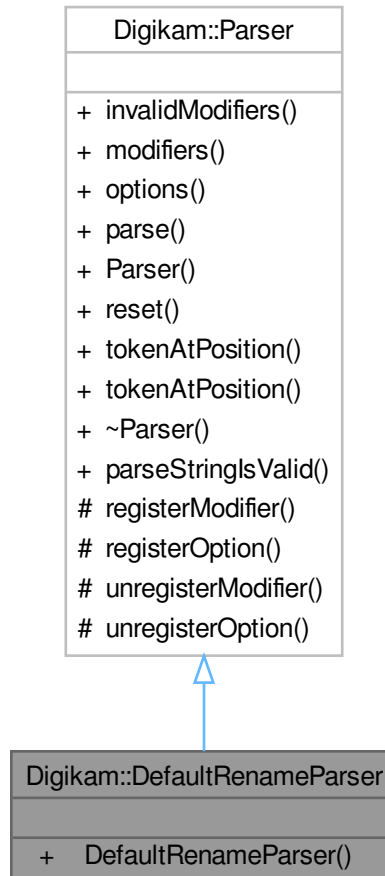 Digikam::Parser
+ invalidModifiers()
+ modifiers()
+ options()
+ parse()
+ Parser()
+ reset()
+ tokenAtPosition()
+ tokenAtPosition()
+ ~Parser()
+ parseStringIsValid()
# registerModifier()
# registerOption()
# unregisterModifier()
# unregisterOption()
Digikam::DefaultRenameParser
+ DefaultRenameParser()